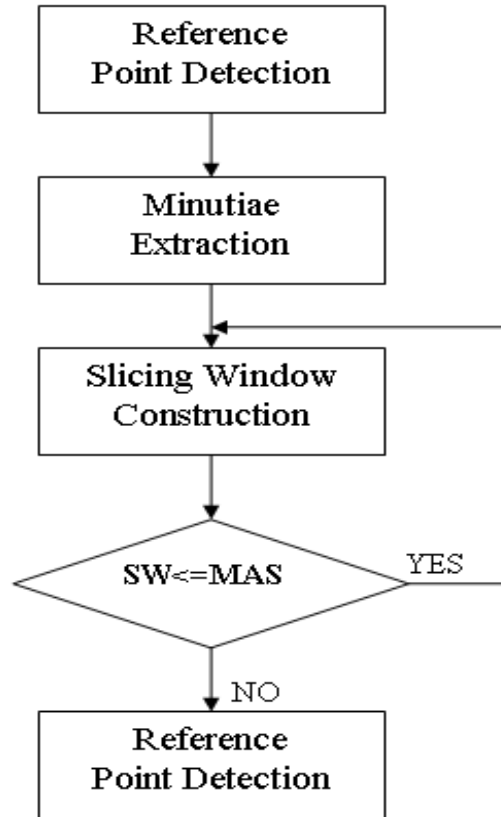 Reference
Point Detection
Minutiae
Extraction
Slicing Window
Construction
SW<=MAS
YES
NO
Reference
Point Detection